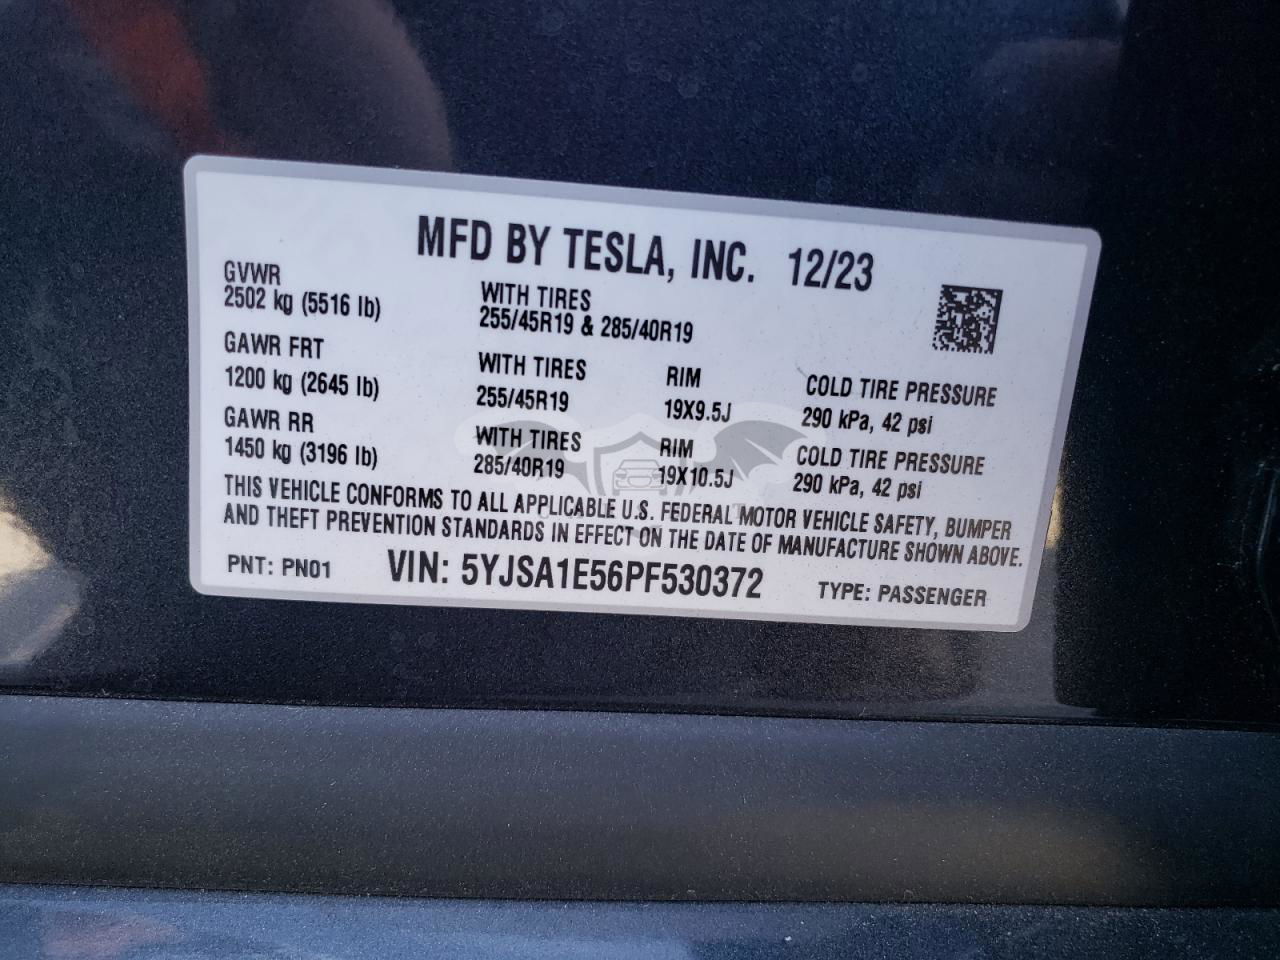 MFD BY TESLA, INC. 12/23
GVWR
2502 kg (5516 lb)
WITH TIRES
255/45R19 & 285/40R19
GAWR FRT
1200 kg (2645 lb)
WITH TIRES
255/45R19
RIM
19X9.5J
COLD TIRE PRESSURE
290 kPa, 42 psi
GAWR RR
1450 kg (3196 lb)
WITH TIRES
285/40R19
RIM
19X10.5J
COLD TIRE PRESSURE
290 kPa, 42 psi
THIS VEHICLE CONFORMS TO ALL APPLICABLE U.S. FEDERAL MOTOR VEHICLE SAFETY, BUMPER
AND THEFT PREVENTION STANDARDS IN EFFECT ON THE DATE OF MANUFACTURE SHOWN ABOVE.
PNT: PN01
VIN: 5YJSA1E56PF530372
TYPE: PASSENGER